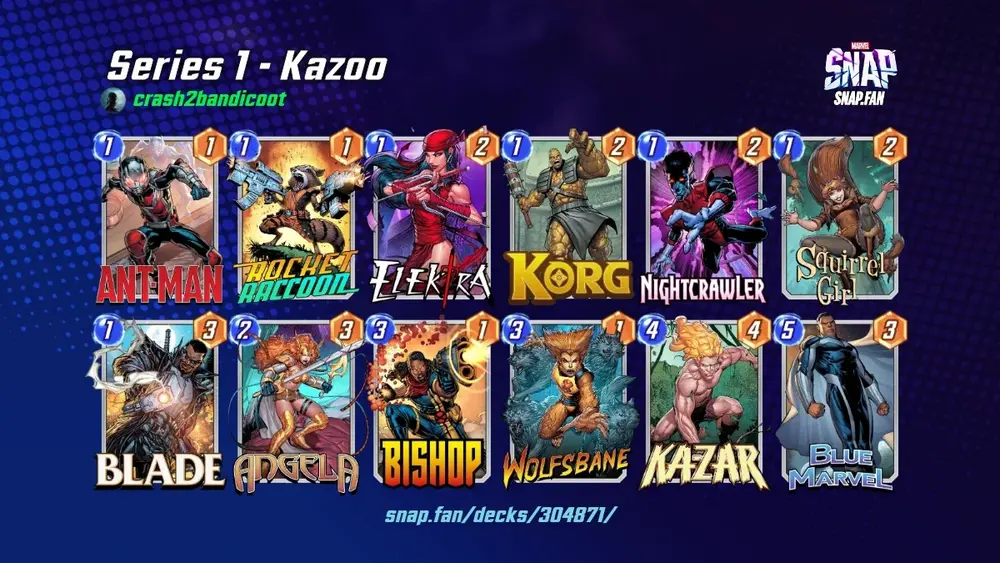 Series 1 - Kazoo
crash2bandicoot
MARVEL
SNAP
SNAP.FAN
1 1 1 1 1 2 1 2 1 2 1 2
ANT-MAN ROCKET RACCOON ELEKTRA KORG NIGHTCRAWLER Squirrel Girl
1 3 2 3 3 1 3 1 4 4 5 3
BLADE ANGELA BISHOP WOLFSBANE KAZAR BLUE MARVEL
snap.fan/decks/304871/